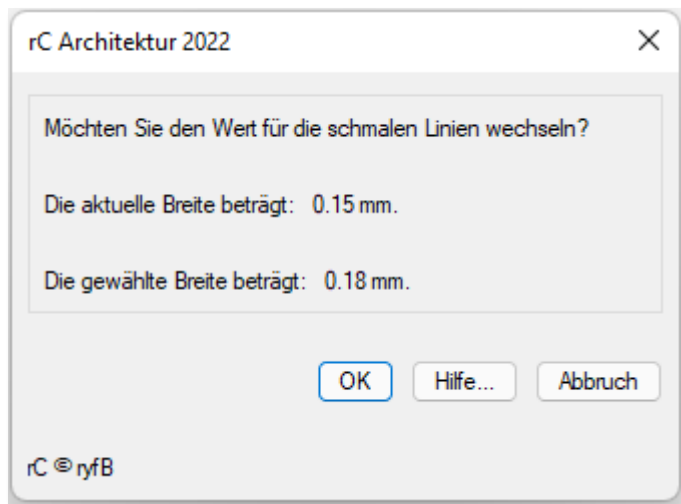 rC Architektur 2022
Möchten Sie den Wert für die schmalen Linien wechseln?
Die aktuelle Breite beträgt: 0.15 mm.
Die gewählte Breite beträgt: 0.18 mm.
OK Hilfe... Abbruch
rC © ryfB